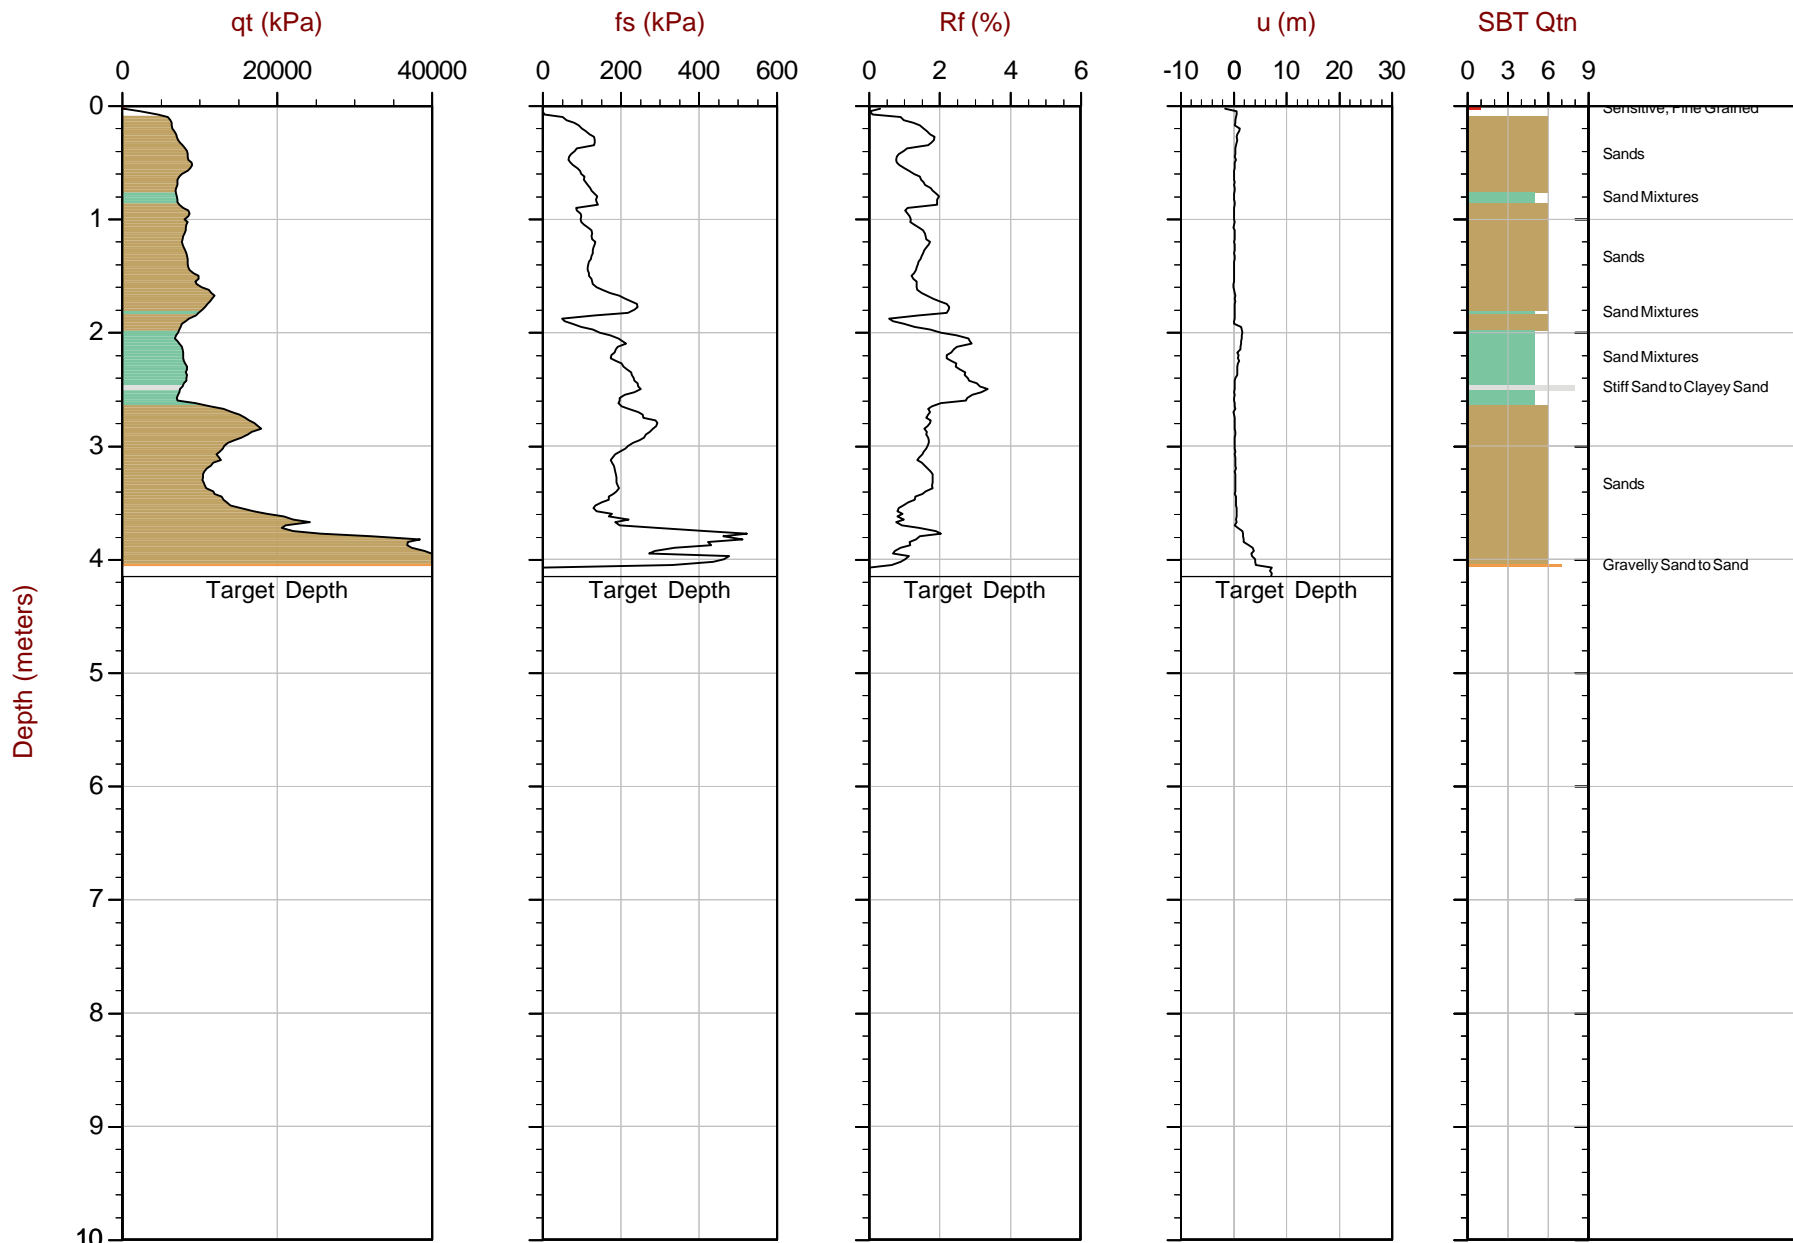 qt (kPa) fs (kPa) Rf (%) u (m) SBT Qtn
0 20000 40000 0 200 400 600 0 2 4 6 -10 0 10 20 30 0 3 6 9
0
Sensitive, Fine Grained
Sands
Sand Mixtures
1
Sands
Sand Mixtures
2
Sand Mixtures
Stiff Sand to Clayey Sand
3
Sands
4
Gravelly Sand to Sand
Target Depth Target Depth Target Depth Target Depth
5
Depth (meters)
6
7
8
9
10